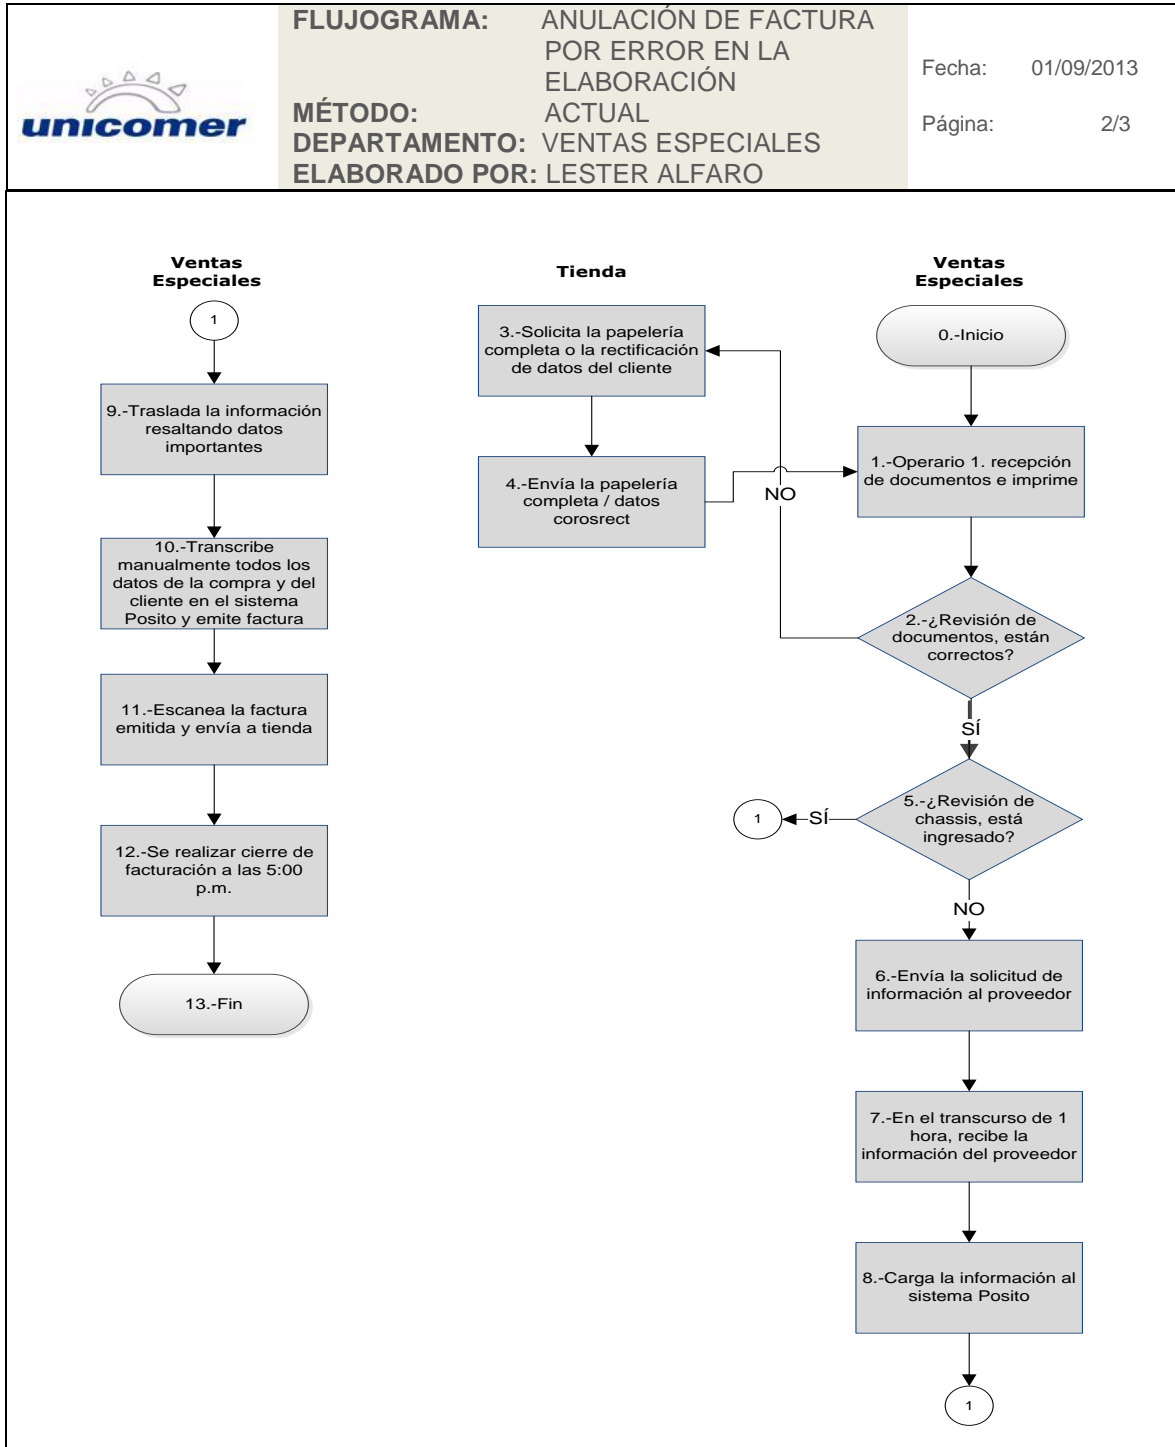 unicomer
FLUJOGRAMA: ANULACIÓN DE FACTURA
POR ERROR EN LA
ELABORACIÓN
MÉTODO: ACTUAL
DEPARTAMENTO: VENTAS ESPECIALES
ELABORADO POR: LESTER ALFARO
Fecha: 01/09/2013
Página: 2/3
Ventas
Especiales
1
9.-Traslada la información
resaltando datos
importantes
10.-Transcribe
manualmente todos los
datos de la compra y del
cliente en el sistema
Posito y emite factura
11.-Escanea la factura
emitida y envía a tienda
12.-Se realizar cierre de
facturación a las 5:00
p.m.
13.-Fin
Tienda
3.-Solicita la papelería
completa o la rectificación
de datos del cliente
4.-Envía la papelería
completa / datos
corosrect
NO
Ventas
Especiales
0.-Inicio
1.-Operario 1. recepción
de documentos e imprime
2.-¿Revisión de
documentos, están
correctos?
SÍ
5.-¿Revisión de
chassis, está
ingresado?
SÍ
1
NO
6.-Envía la solicitud de
información al proveedor
7.-En el transcurso de 1
hora, recibe la
información del proveedor
8.-Carga la información al
sistema Posito
1